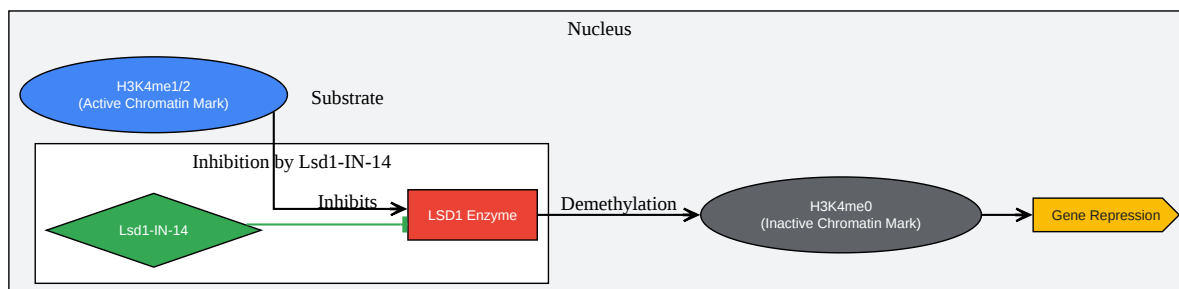 Nucleus
H3K4me1/2
(Active Chromatin Mark)
Substrate
Inhibition by Lsd1-IN-14
Inhibits
Lsd1-IN-14
LSD1 Enzyme
Demethylation
H3K4me0
(Inactive Chromatin Mark)
Gene Repression